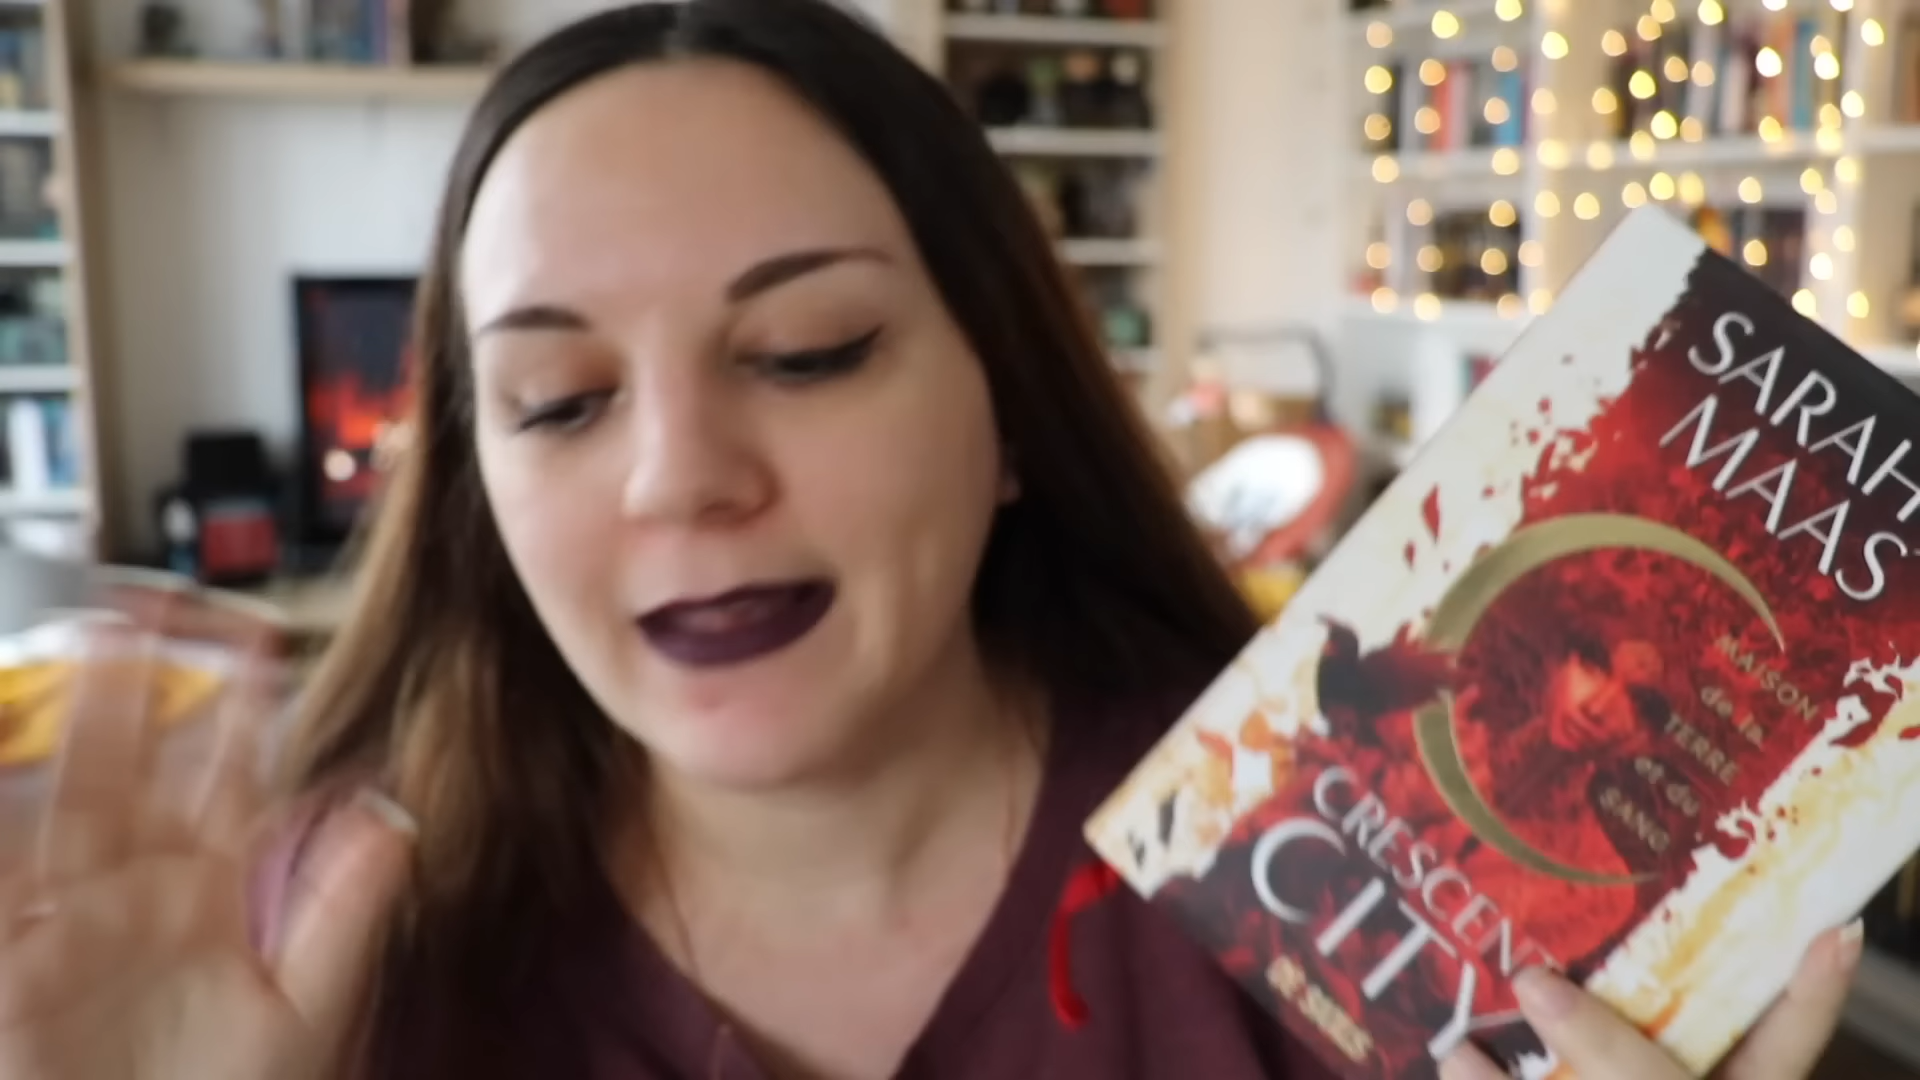 SARAH
MAAS
MAISON
de la
TERRE
et du
SANG
CRESCENT
CITY